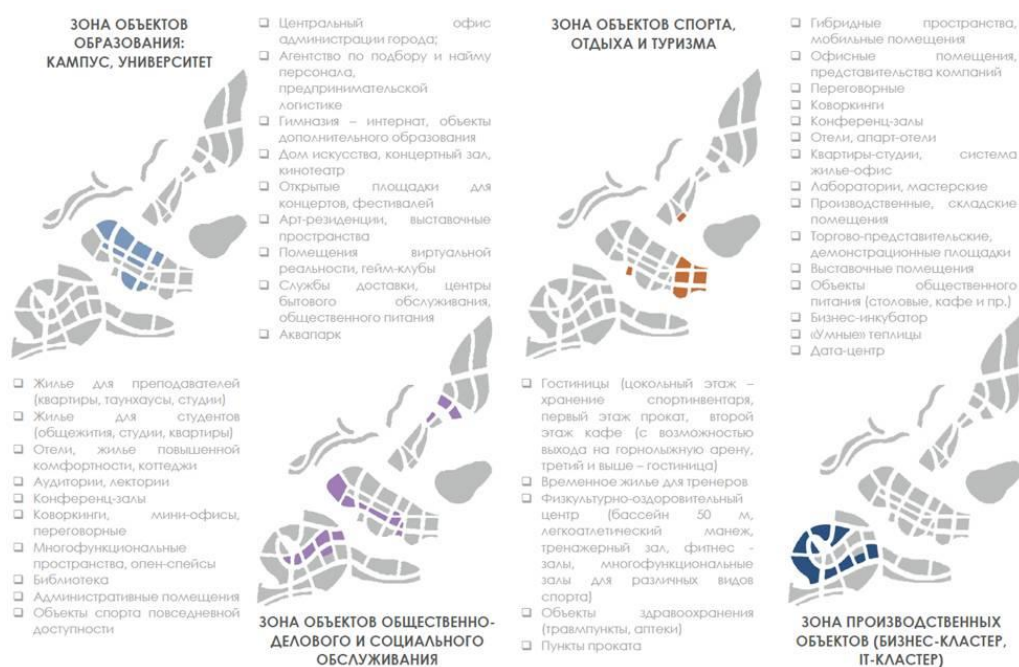 ЗОНА ОБЪЕКТОВ
ОБРАЗОВАНИЯ:
КАМПУС, УНИВЕРСИТЕТ
❑ Жилье для преподавателей
(квартиры, таунхаусы, студии)
❑ Жилье для студентов
(общежития, студии, квартиры)
❑ Отели, жилье повышенной
комфортности, коттеджи
❑ Аудитории, лектории
❑ Конференц-залы
❑ Коворкинги, мини-офисы,
переговорные
❑ Многофункциональные
пространства, опен-спейсы
❑ Библиотека
❑ Административные помещения
❑ Объекты спорта повседневной
доступности
❑ Центральный офис
администрации города;
❑ Агентство по подбору и найму
персонала,
предпринимательской
логистике
❑ Гимназия – интернат, объекты
дополнительного образования
❑ Дом искусства, концертный зал,
кинотеатр
❑ Открытые площадки для
концертов, фестивалей
❑ Арт-резиденции, выставочные
пространства
❑ Помещения виртуальной
реальности, гейм-клубы
❑ Службы доставки, центры
бытового обслуживания,
общественного питания
❑ Аквапарк
ЗОНА ОБЪЕКТОВ ОБЩЕСТВЕННО-
ДЕЛОВОГО И СОЦИАЛЬНОГО
ОБСЛУЖИВАНИЯ
ЗОНА ОБЪЕКТОВ СПОРТА,
ОТДЫХА И ТУРИЗМА
❑ Гостиницы (цокольный этаж –
хранение спортинвентаря,
первый этаж прокат, второй
этаж кафе (с возможностью
выхода на горнолыжную арену,
третий и выше – гостиница)
❑ Временное жилье для тренеров
❑ Физкультурно-оздоровительный
центр (бассейн 50 м,
легкоатлетический манеж,
тренажерный зал, фитнес -
залы, многофункциональные
залы для различных видов
спорта)
❑ Объекты здравоохранения
(травмпункты, аптеки)
❑ Пункты проката
❑ Гибридные пространства,
мобильные помещения
❑ Офисные помещения,
представительства компаний
❑ Переговорные
❑ Коворкинги
❑ Конференц-залы
❑ Отели, апарт-отели
❑ Квартиры-студии, система
жилье-офис
❑ Лаборатории, мастерские
❑ Производственные, складские
помещения
❑ Торгово-представительские,
демонстрационные площадки
❑ Выставочные помещения
❑ Объекты общественного
питания (столовые, кафе и пр.)
❑ Бизнес-инкубатор
❑ «Умные» теплицы
❑ Дата-центр
ЗОНА ПРОИЗВОДСТВЕННЫХ
ОБЪЕКТОВ (БИЗНЕС-КЛАСТЕР,
IT-КЛАСТЕР)